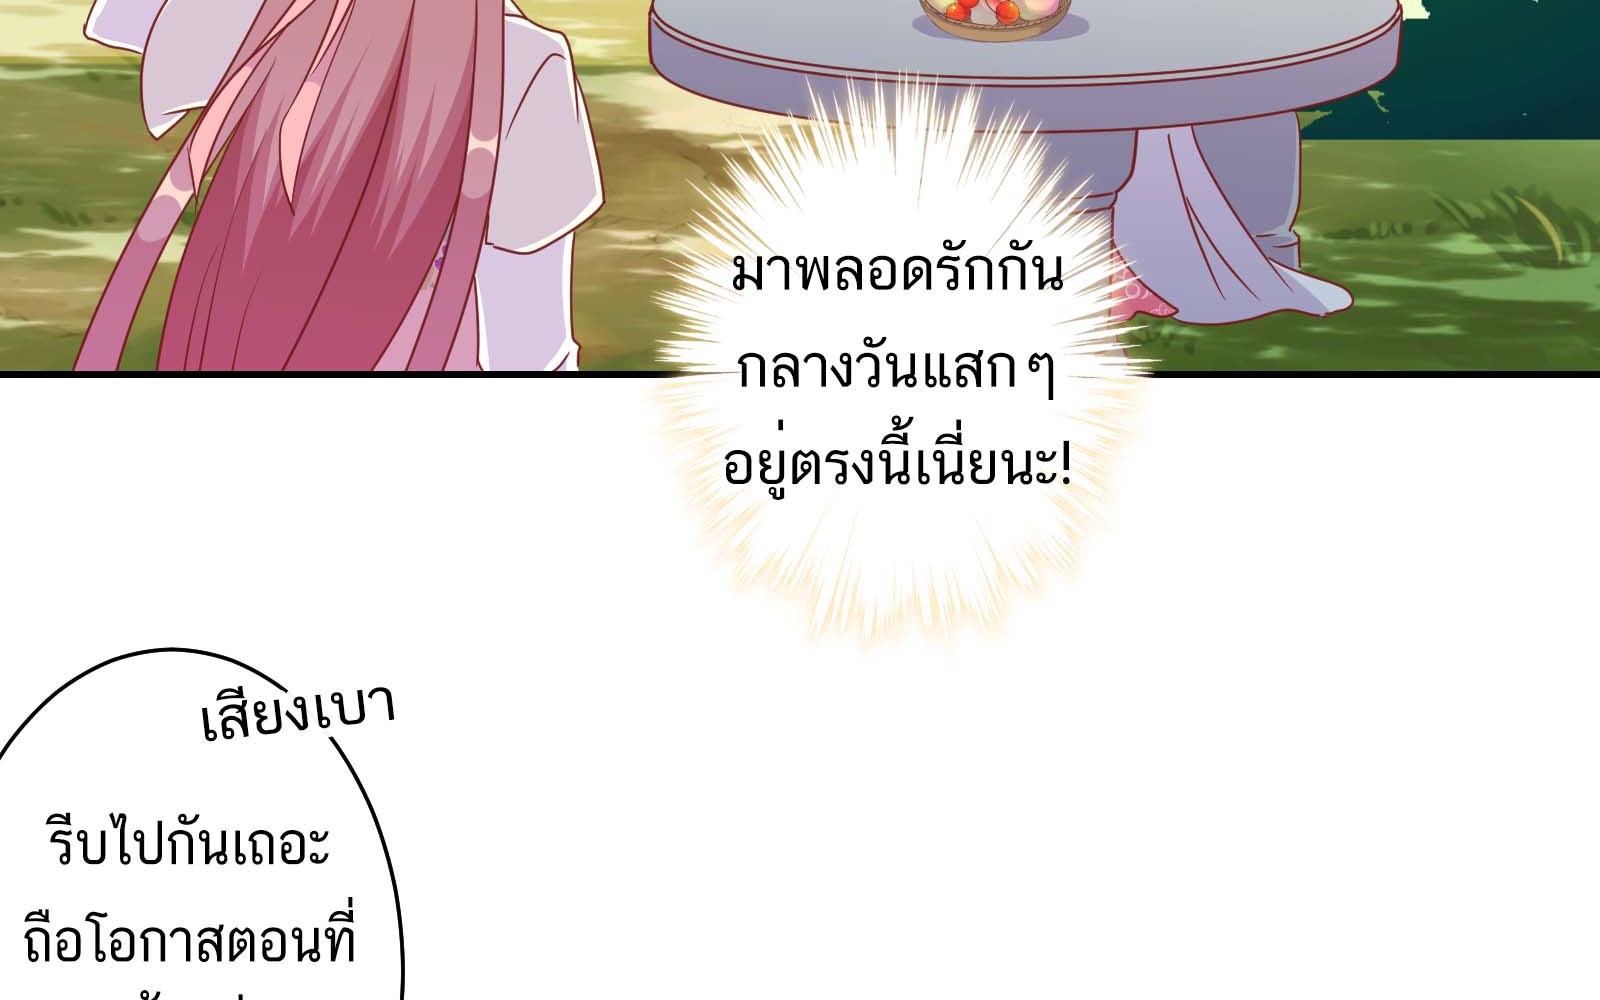 มาพลอดรักกัน
กลางวันแสกๆ
อยู่ตรงนี้เนี่ยนะ!
เสียงเบา
รีบไปกันเถอะ
ถือโอกาสตอนที่